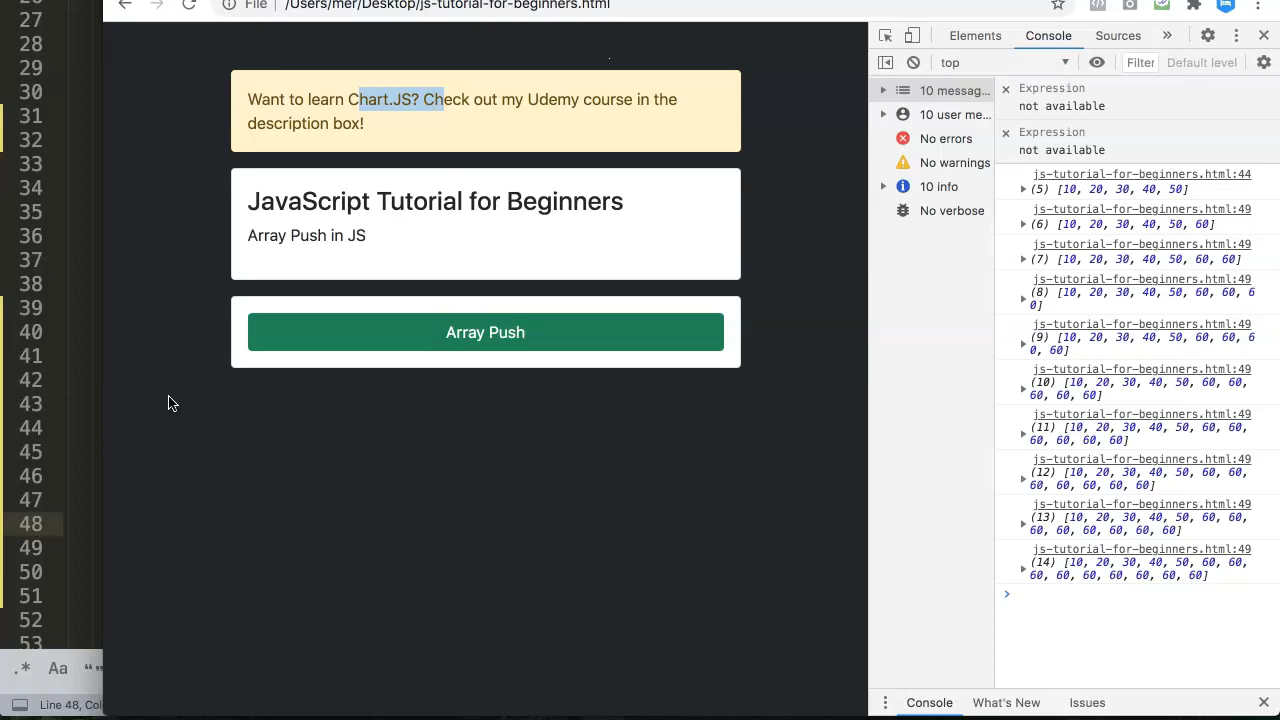 File /Users/mer/Desktop/js-tutorial-for-beginners.html
27
28
29
30
31
32
33
34
35
36
37
38
39
40
41
42
43
44
45
46
47
48
49
50
51
52
53
.* Aa “”
Line 48, Col
Want to learn Chart.JS? Check out my Udemy course in the
description box!
JavaScript Tutorial for Beginners
Array Push in JS
Array Push
Elements Console Sources »
top Filter Default level
10 messag...
10 user me...
No errors
No warnings
10 info
No verbose
Expression
not available
Expression
not available
js-tutorial-for-beginners.html:44
(5) [10, 20, 30, 40, 50]
js-tutorial-for-beginners.html:49
(6) [10, 20, 30, 40, 50, 60]
js-tutorial-for-beginners.html:49
(7) [10, 20, 30, 40, 50, 60, 60]
js-tutorial-for-beginners.html:49
(8) [10, 20, 30, 40, 50, 60, 60, 6
0]
js-tutorial-for-beginners.html:49
(9) [10, 20, 30, 40, 50, 60, 60, 6
0, 60]
js-tutorial-for-beginners.html:49
(10) [10, 20, 30, 40, 50, 60, 60,
60, 60, 60]
js-tutorial-for-beginners.html:49
(11) [10, 20, 30, 40, 50, 60, 60,
60, 60, 60, 60]
js-tutorial-for-beginners.html:49
(12) [10, 20, 30, 40, 50, 60, 60,
60, 60, 60, 60, 60]
js-tutorial-for-beginners.html:49
(13) [10, 20, 30, 40, 50, 60, 60,
60, 60, 60, 60, 60, 60]
js-tutorial-for-beginners.html:49
(14) [10, 20, 30, 40, 50, 60, 60,
60, 60, 60, 60, 60, 60, 60]
Console What's New Issues